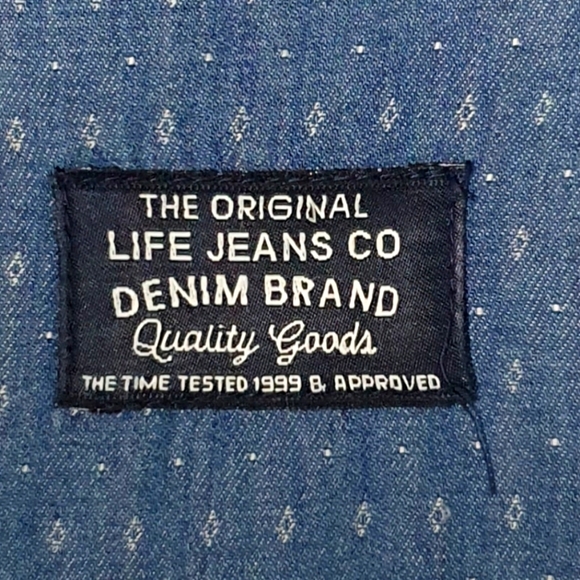 THE ORIGINAL
LIFE JEANS CO
DENIM BRAND
Quality Goods
THE TIME TESTED 1999 & APPROVED